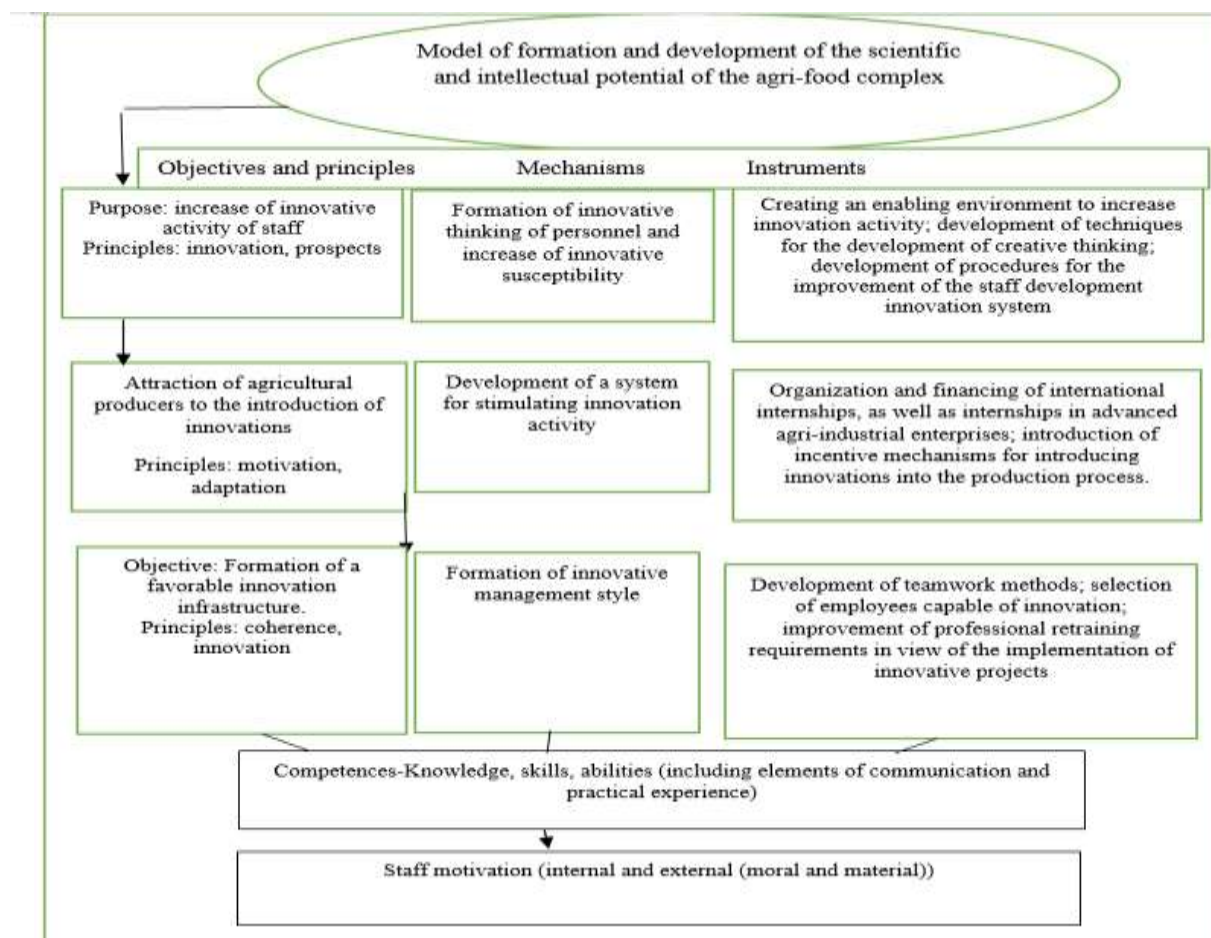 Model of formation and development of the scientific
and intellectual potential of the agri-food complex
Objectives and principles Mechanisms Instruments
Purpose: increase of innovative
activity of staff
Principles: innovation, prospects
Formation of innovative
thinking of personnel and
increase of innovative
susceptibility
Creating an enabling environment to increase
innovation activity; development of techniques
for the development of creative thinking;
development of procedures for the
improvement of the staff development
innovation system
Attraction of agricultural
producers to the introduction of
innovations
Principles: motivation,
adaptation
Development of a system
for stimulating innovation
activity
Organization and financing of international
internships, as well as internships in advanced
agri-industrial enterprises; introduction of
incentive mechanisms for introducing
innovations into the production process.
Objective: Formation of a
favorable innovation
infrastructure.
Principles: coherence,
innovation
Formation of innovative
management style
Development of teamwork methods; selection
of employees capable of innovation;
improvement of professional retraining
requirements in view of the implementation of
innovative projects
Competences-Knowledge, skills, abilities (including elements of communication and
practical experience)
Staff motivation (internal and external (moral and material))